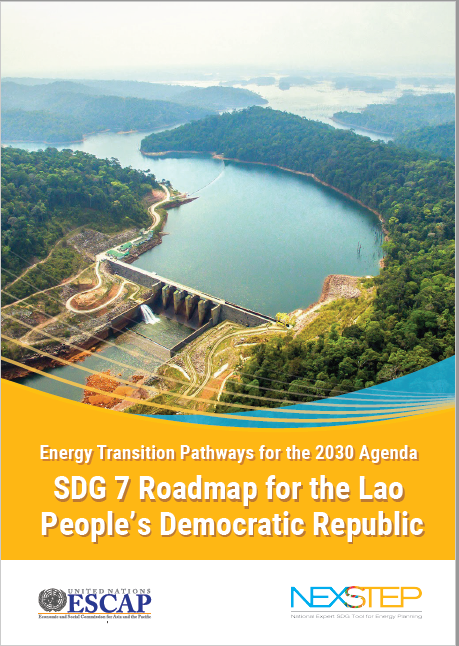 Energy Transition Pathways for the 2030 Agenda
SDG 7 Roadmap for the Lao
People's Democratic Republic
UNITED NATIONS
ESCAP
Economic and Social Commission for Asia and the Pacific
NEXSTEP
National Expert SDG Tool for Energy Planning